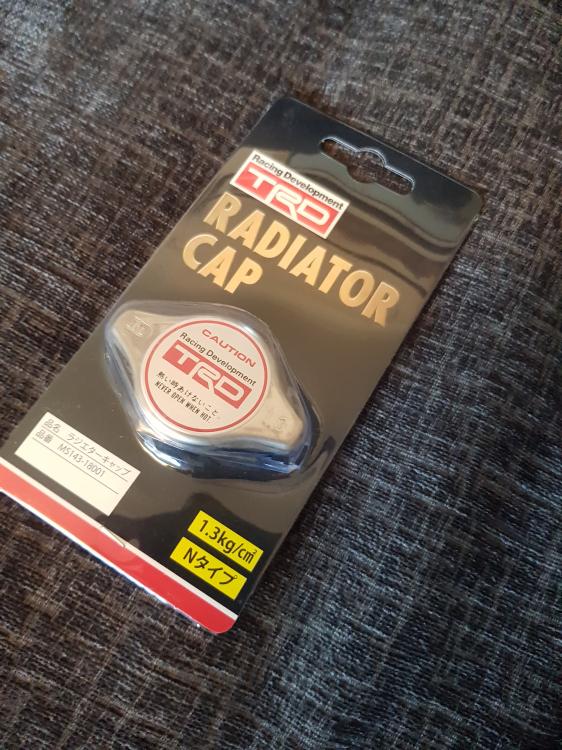 Racing Development
TRD
RADIATOR
CAP
CAUTION
Racing Development
TRD
熱い時あけないこと。
NEVER OPEN WHEN HOT.
品名 ラジエターキャップ
品番 MS143-18001
1.3kg/c㎡
Nタイプ